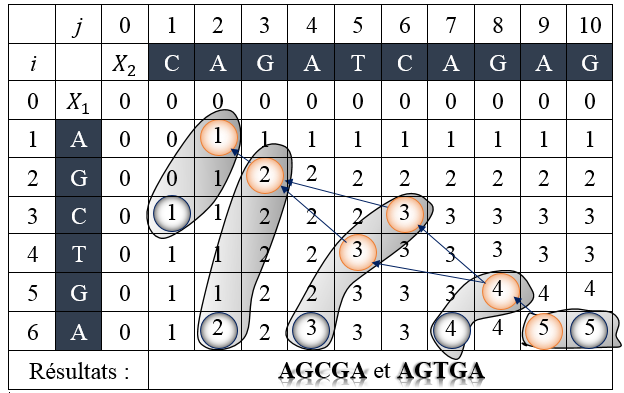 j 0 1 2 3 4 5 6 7 8 9 10
i X₂ C A G A T C A G A G
0 X₁ 0 0 0 0 0 0 0 0 0 0 0
1 A 0 0 1 1 1 1 1 1 1 1 1
2 G 0 0 1 2 2 2 2 2 2 2 2
3 C 0 1 1 2 2 2 3 3 3 3 3
4 T 0 1 1 2 2 3 3 3 3 3 3
5 G 0 1 1 2 2 3 3 3 4 4 4
6 A 0 1 2 2 3 3 3 4 4 5 5
Résultats : AGCGA et AGTGA